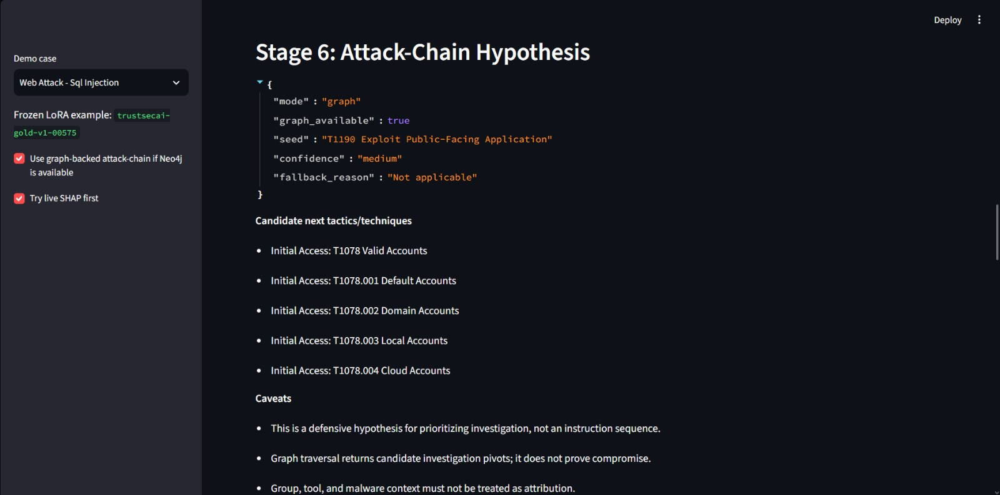 Deploy
Demo case
Web Attack - Sql Injection
Frozen LoRA example: trustsecai-
gold-v1-00575
Use graph-backed attack-chain if Neo4j
is available
Try live SHAP first
Stage 6: Attack-Chain Hypothesis
{
"mode" : "graph"
"graph_available" : true
"seed" : "T1190 Exploit Public-Facing Application"
"confidence" : "medium"
"fallback_reason" : "Not applicable"
}
Candidate next tactics/techniques
• Initial Access: T1078 Valid Accounts
• Initial Access: T1078.001 Default Accounts
• Initial Access: T1078.002 Domain Accounts
• Initial Access: T1078.003 Local Accounts
• Initial Access: T1078.004 Cloud Accounts
Caveats
• This is a defensive hypothesis for prioritizing investigation, not an instruction sequence.
• Graph traversal returns candidate investigation pivots; it does not prove compromise.
• Group, tool, and malware context must not be treated as attribution.